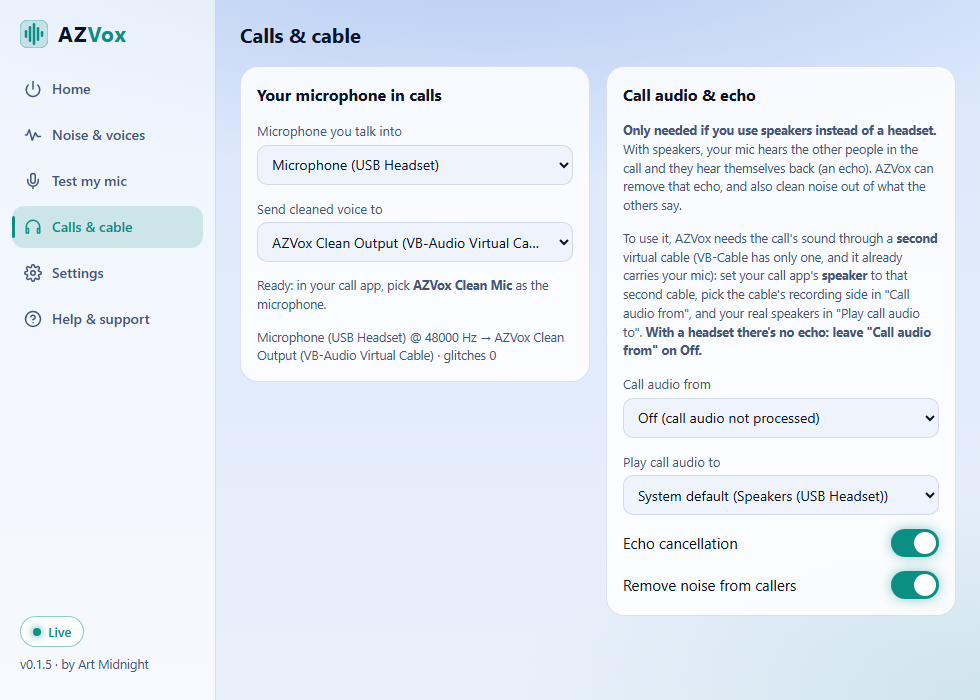 AZVox
Home
Noise & voices
Test my mic
Calls & cable
Settings
Help & support
Live
v0.1.5 · by Art Midnight
Calls & cable
Your microphone in calls
Microphone you talk into
Microphone (USB Headset)
Send cleaned voice to
AZVox Clean Output (VB-Audio Virtual Ca...
Ready: in your call app, pick AZVox Clean Mic as the
microphone.
Microphone (USB Headset) @ 48000 Hz → AZVox Clean
Output (VB-Audio Virtual Cable) · glitches 0
Call audio & echo
Only needed if you use speakers instead of a headset.
With speakers, your mic hears the other people in the
call and they hear themselves back (an echo). AZVox can
remove that echo, and also clean noise out of what the
others say.
To use it, AZVox needs the call's sound through a second
virtual cable (VB-Cable has only one, and it already
carries your mic): set your call app's speaker to that
second cable, pick the cable's recording side in "Call
audio from", and your real speakers in "Play call audio
to". With a headset there's no echo: leave "Call audio
from" on Off.
Call audio from
Off (call audio not processed)
Play call audio to
System default (Speakers (USB Headset))
Echo cancellation
Remove noise from callers